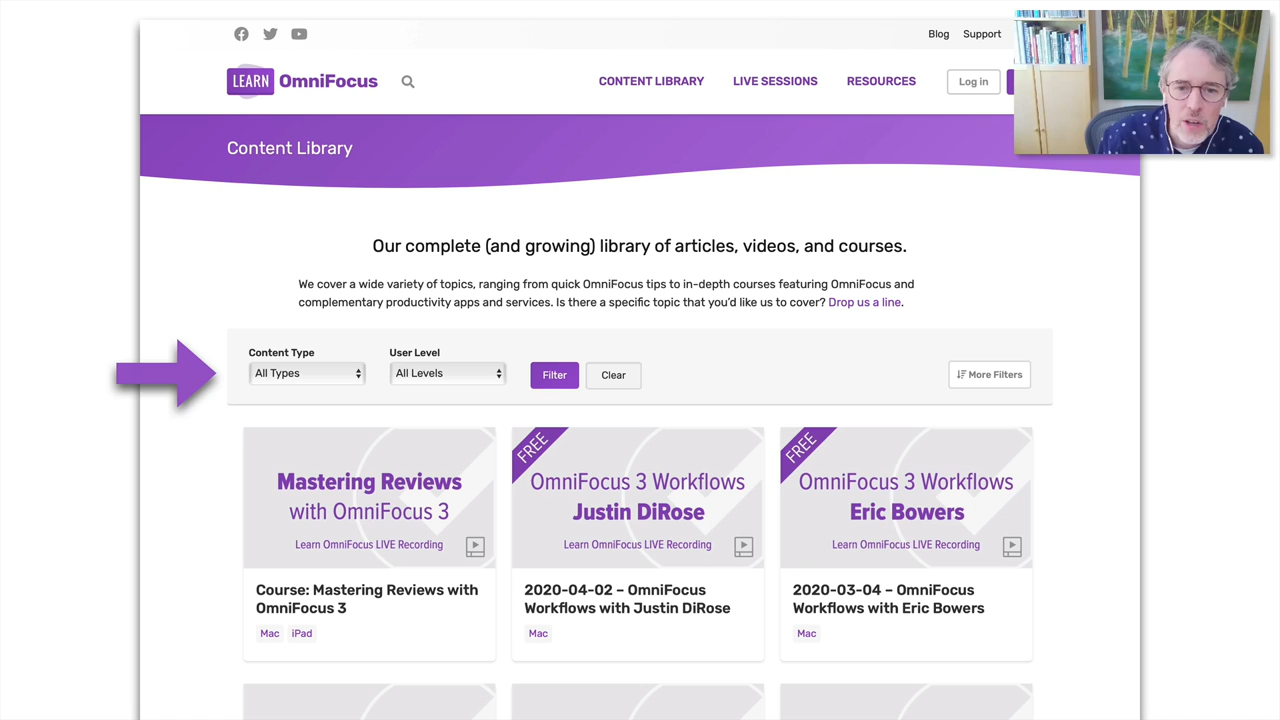 Blog Support
LEARN OmniFocus
CONTENT LIBRARY LIVE SESSIONS RESOURCES Log in
Content Library
Our complete (and growing) library of articles, videos, and courses.
We cover a wide variety of topics, ranging from quick OmniFocus tips to in-depth courses featuring OmniFocus and
complementary productivity apps and services. Is there a specific topic that you’d like us to cover? Drop us a line.
Content Type User Level
All Types All Levels Filter Clear More Filters
Mastering Reviews
with OmniFocus 3
Learn OmniFocus LIVE Recording
Course: Mastering Reviews with
OmniFocus 3
Mac iPad
FREE
OmniFocus 3 Workflows
Justin DiRose
Learn OmniFocus LIVE Recording
2020-04-02 – OmniFocus
Workflows with Justin DiRose
Mac
FREE
OmniFocus 3 Workflows
Eric Bowers
Learn OmniFocus LIVE Recording
2020-03-04 – OmniFocus
Workflows with Eric Bowers
Mac